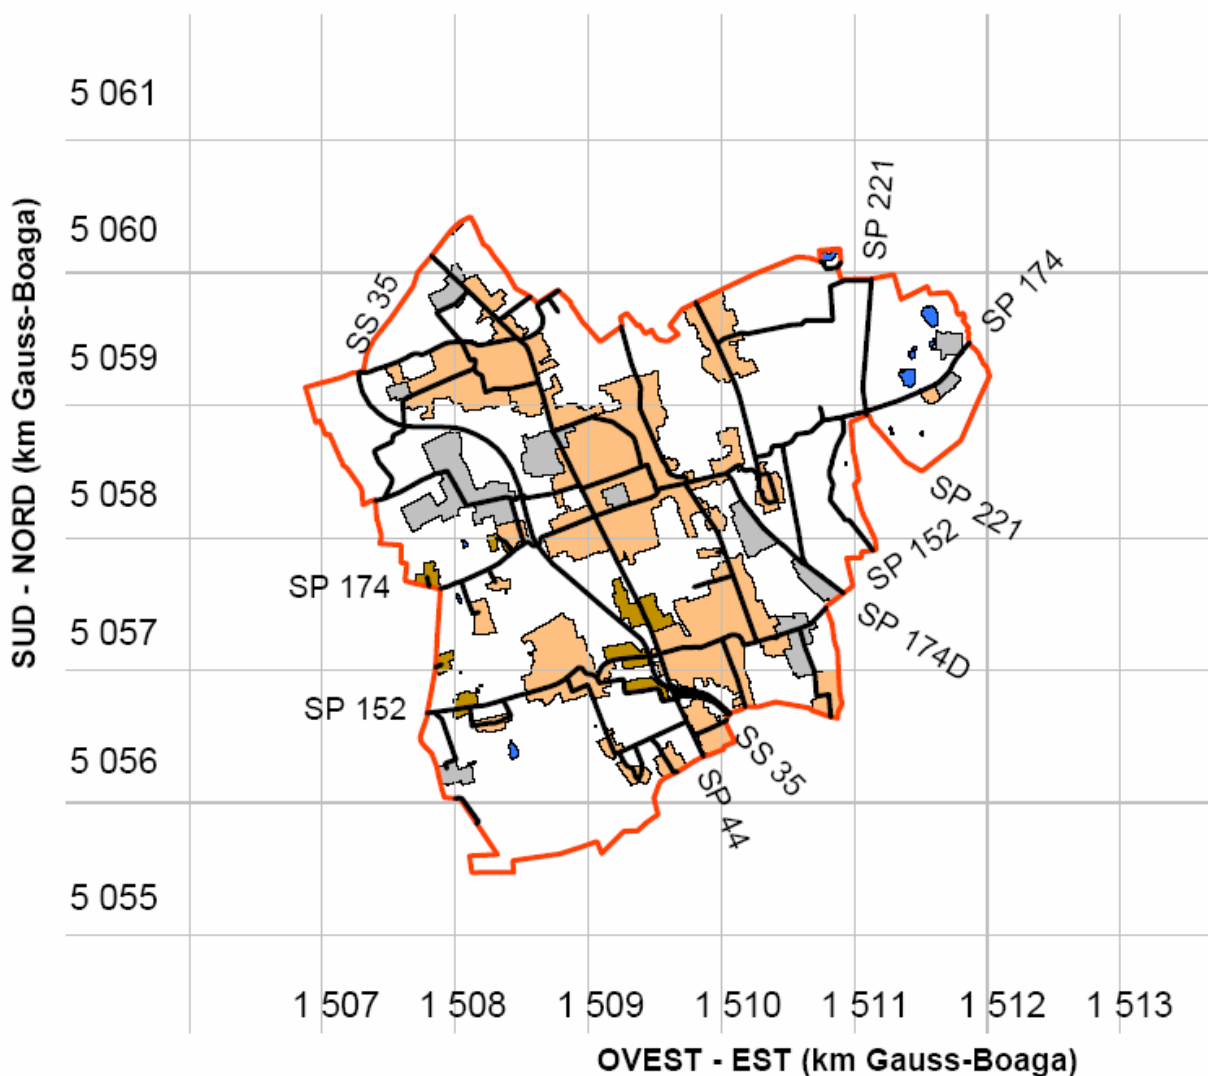 5 061
SP 221
5 060
SP 174
SS 35
5 059
5 058
SP 221
SP 152
SP 174
SP 174D
5 057
SP 152
SS 35
5 056
SP 44
5 055
SUD - NORD (km Gauss-Boaga)
1 507 1 508 1 509 1 510 1 511 1 512 1 513
OVEST - EST (km Gauss-Boaga)